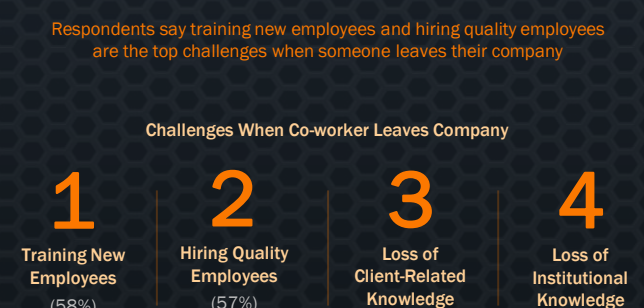 Respondents say training new employees and hiring quality employees
are the top challenges when someone leaves their company
Challenges When Co-worker Leaves Company
1
Training New
Employees
(58%)
2
Hiring Quality
Employees
(57%)
3
Loss of
Client-Related
Knowledge
4
Loss of
Institutional
Knowledge